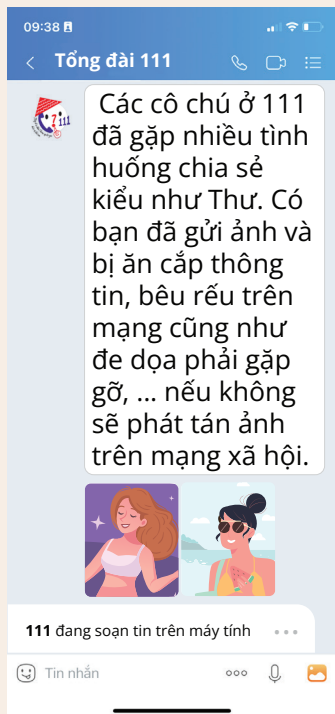 09:38
Tổng đài 111
111
Các cô chú ở 111
đã gặp nhiều tình
huống chia sẻ
kiểu như Thư. Có
bạn đã gửi ảnh và
bị ăn cắp thông
tin, bêu rếu trên
mạng cũng như
đe dọa phải gặp
gỡ, ... nếu không
sẽ phát tán ảnh
trên mạng xã hội.
111 đang soạn tin trên máy tính
Tin nhắn